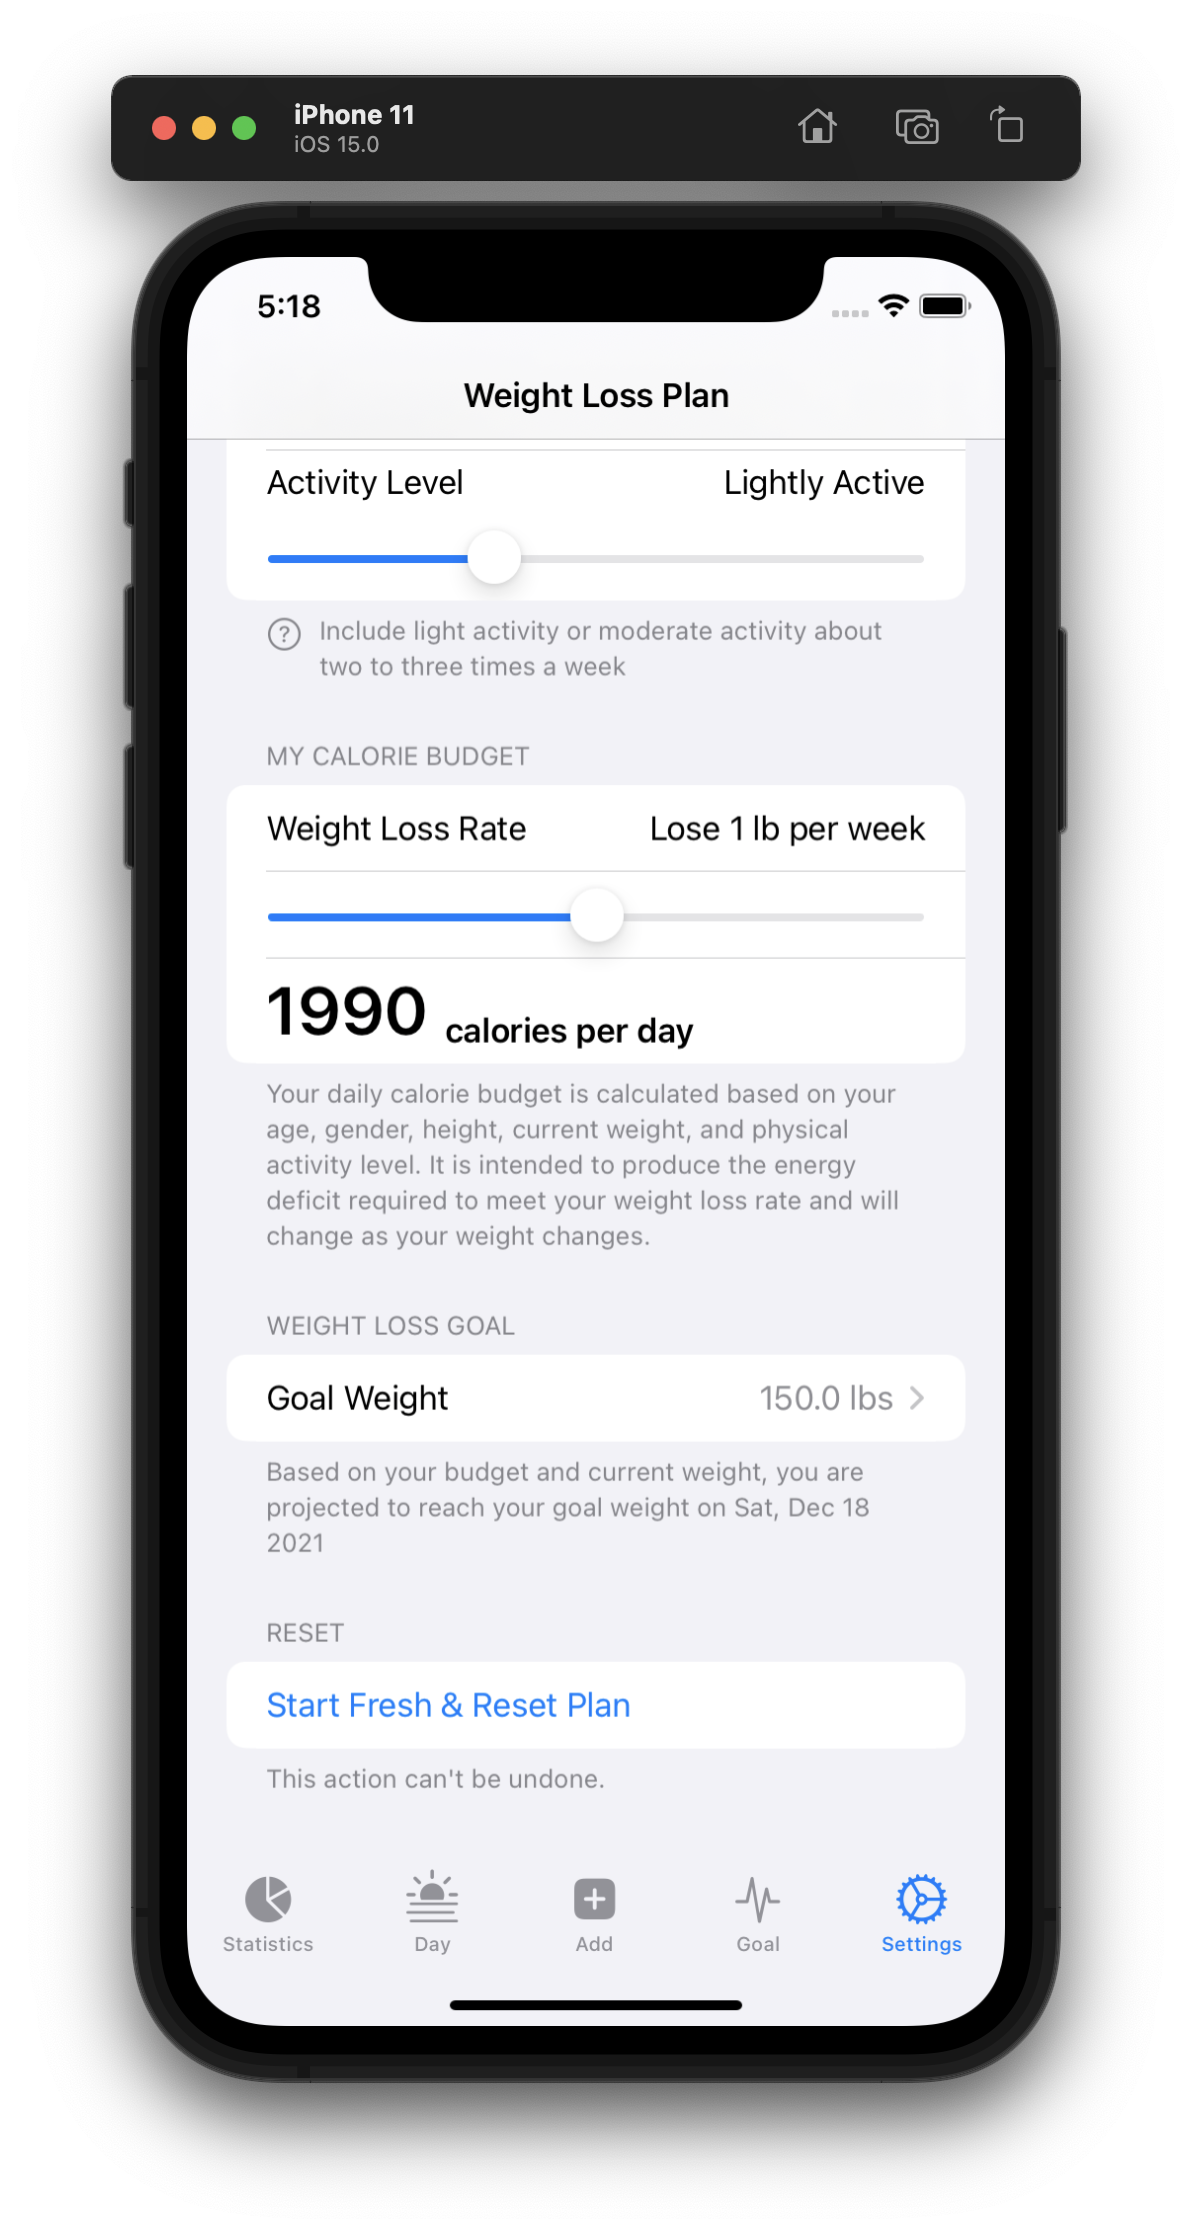 iPhone 11
iOS 15.0
5:18
Weight Loss Plan
Activity Level Lightly Active
Include light activity or moderate activity about
two to three times a week
MY CALORIE BUDGET
Weight Loss Rate Lose 1 lb per week
1990 calories per day
Your daily calorie budget is calculated based on your
age, gender, height, current weight, and physical
activity level. It is intended to produce the energy
deficit required to meet your weight loss rate and will
change as your weight changes.
WEIGHT LOSS GOAL
Goal Weight 150.0 lbs
Based on your budget and current weight, you are
projected to reach your goal weight on Sat, Dec 18
2021
RESET
Start Fresh & Reset Plan
This action can't be undone.
Statistics Day Add Goal Settings